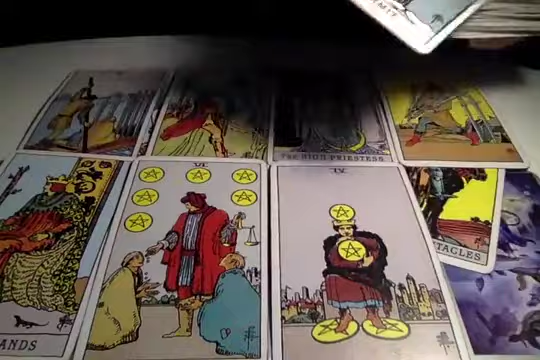 THE HIGH PRIESTESS
VI
IV
TACLES
ANDS